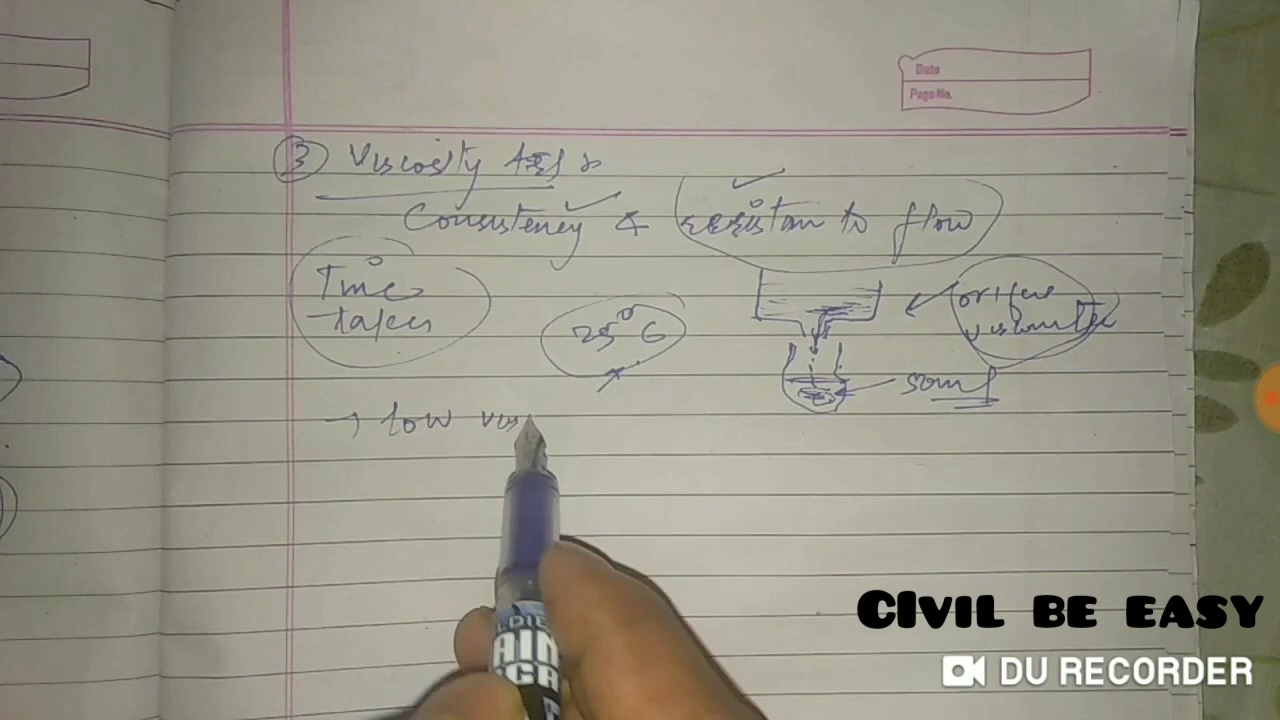 Date
Page No.
③ Viscosity test :
Consistency & resistan to flow
Time
taken
25° C
orifice
viscometer
50ml
→ low vis
CIVIL BE EASY
DU RECORDER